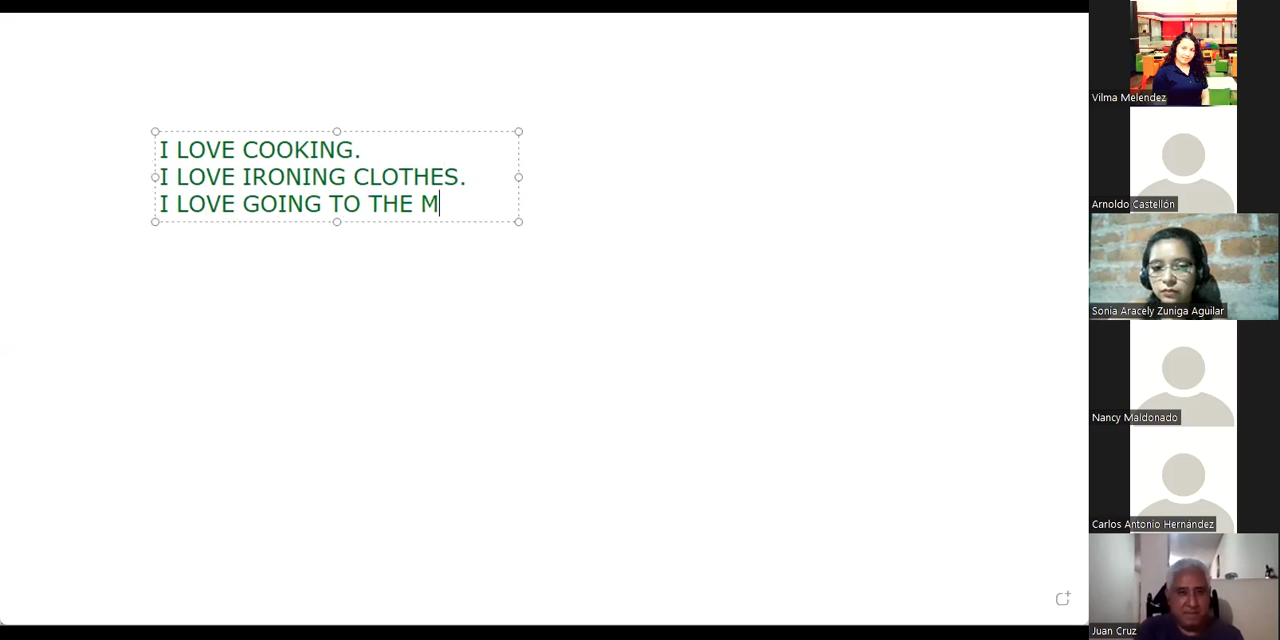 I LOVE COOKING.
I LOVE IRONING CLOTHES.
I LOVE GOING TO THE M
Vilma Melendez
Arnoldo Castellón
Sonia Aracely Zuniga Aguilar
Nancy Maldonado
Carlos Antonio Hernández
Juan Cruz